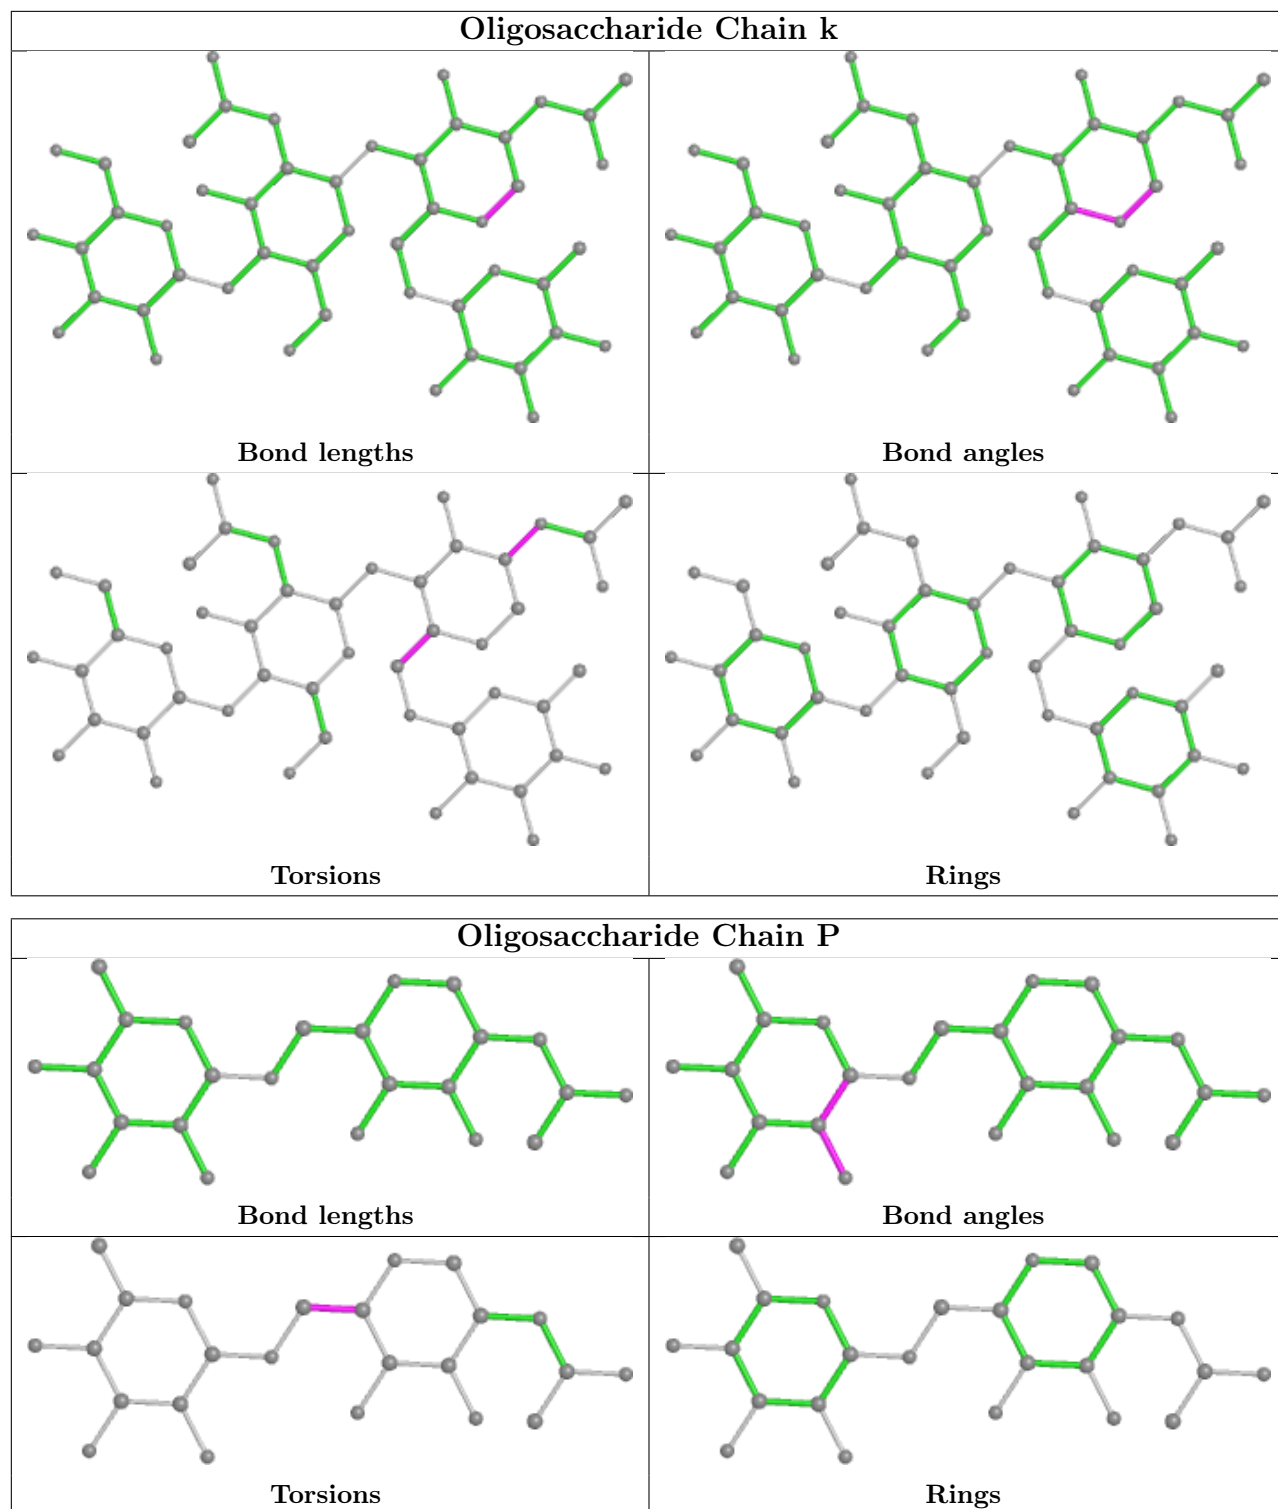 Oligosaccharide Chain k
Bond lengths
Bond angles
Torsions
Rings
Oligosaccharide Chain P
Bond lengths
Bond angles
Torsions
Rings